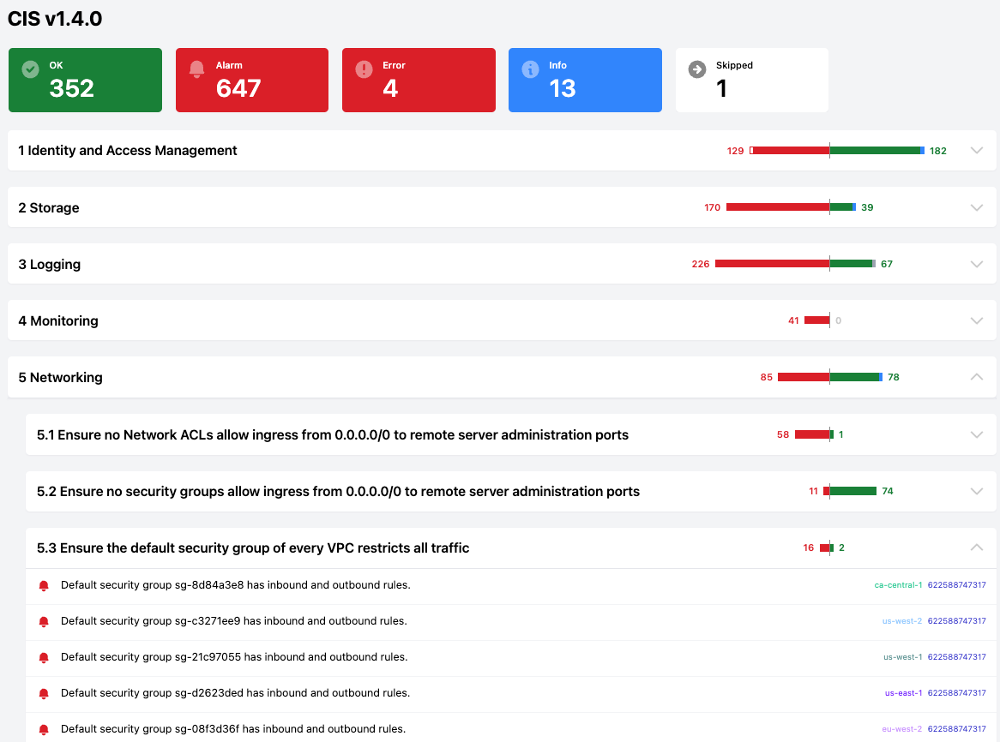 CIS v1.4.0
OK
352
Alarm
647
Error
4
Info
13
Skipped
1
1 Identity and Access Management 129 182
2 Storage 170 39
3 Logging 226 67
4 Monitoring 41 0
5 Networking 85 78
5.1 Ensure no Network ACLs allow ingress from 0.0.0.0/0 to remote server administration ports 58 1
5.2 Ensure no security groups allow ingress from 0.0.0.0/0 to remote server administration ports 11 74
5.3 Ensure the default security group of every VPC restricts all traffic 16 2
Default security group sg-8d84a3e8 has inbound and outbound rules. ca-central-1 622588747317
Default security group sg-c3271ee9 has inbound and outbound rules. us-west-2 622588747317
Default security group sg-21c97055 has inbound and outbound rules. us-west-1 622588747317
Default security group sg-d2623ded has inbound and outbound rules. us-east-1 622588747317
Default security group sg-08f3d36f has inbound and outbound rules. eu-west-2 622588747317